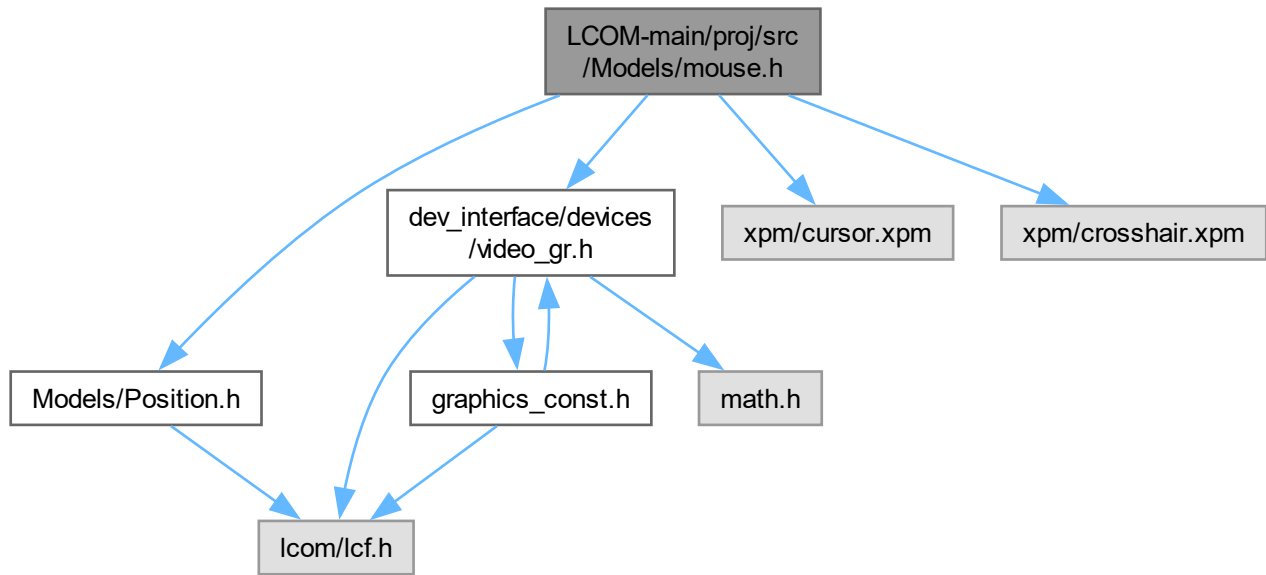 LCOM-main/proj/src
/Models/mouse.h
dev_interface/devices
/video_gr.h
xpm/cursor.xpm
xpm/crosshair.xpm
Models/Position.h
graphics_const.h
math.h
lcom/lcf.h